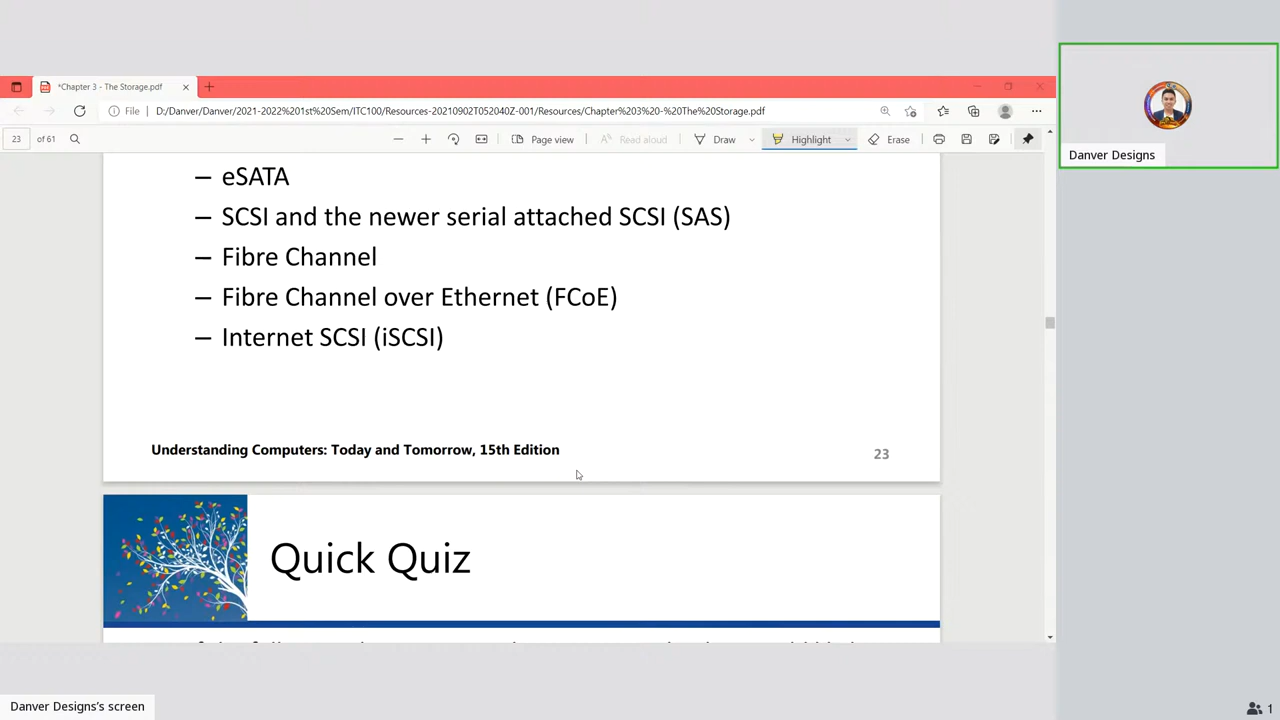 *Chapter 3 - The Storage.pdf
File D:/Danver/Danver/2021-2022%201st%20Sem/ITC100/Resources-20210910T052040Z-001/Resources/Chapter%203%20-%20The%20Storage.pdf
23 of 61 Page view Read aloud Draw Highlight Erase
– eSATA
– SCSI and the newer serial attached SCSI (SAS)
– Fibre Channel
– Fibre Channel over Ethernet (FCoE)
– Internet SCSI (iSCSI)
Understanding Computers: Today and Tomorrow, 15th Edition 23
Quick Quiz
Danver Designs
Danver Designs's screen
1